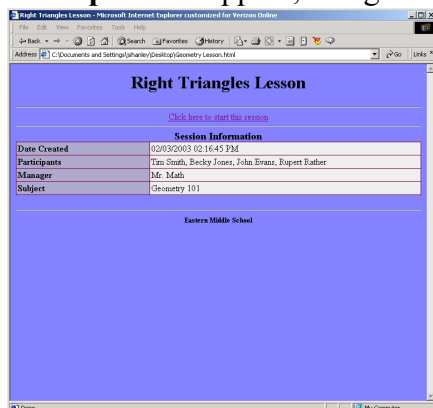 Right Triangles Lesson - Microsoft Internet Explorer customized for Verizon Online
File Edit View Favorites Tools Help
Back Search Favorites History
Address C:\Documents and Settings\jshanley\Desktop\Geometry Lesson.html Go Links »
Right Triangles Lesson
Click here to start this session
Session Information
Date Created 02/03/2003 02:16:45 PM
Participants Tim Smith, Becky Jones, John Evans, Rupert Rather
Manager Mr. Math
Subject Geometry 101
Eastern Middle School
Done My Computer